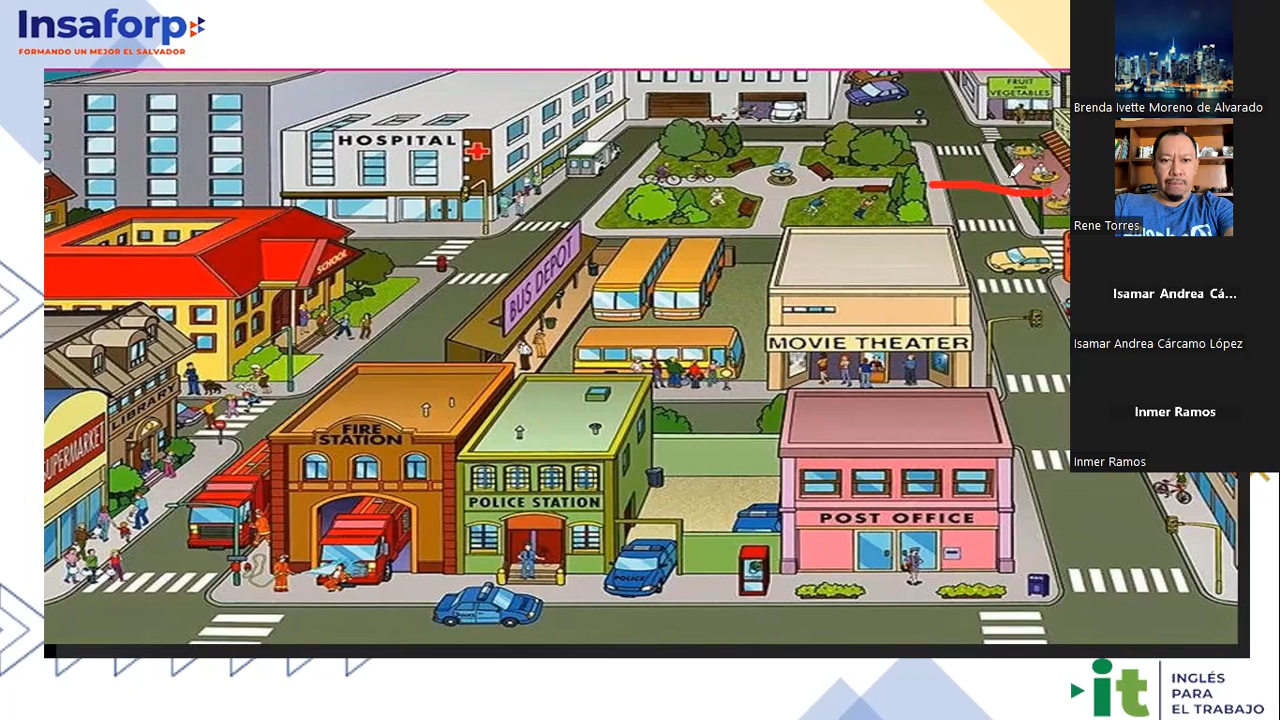 Insaforp
FORMANDO UN MEJOR EL SALVADOR
HOSPITAL
FRUIT
AND
VEGETABLES
SCHOOL
BUS DEPOT
MOVIE THEATER
LIBRARY
SUPERMARKET
FIRE
STATION
POLICE STATION
POST OFFICE
POLICE
Brenda Ivette Moreno de Alvarado
Rene Torres
Isamar Andrea Cá...
Isamar Andrea Cárcamo López
Inmer Ramos
Inmer Ramos
it
INGLÉS
PARA
EL TRABAJO